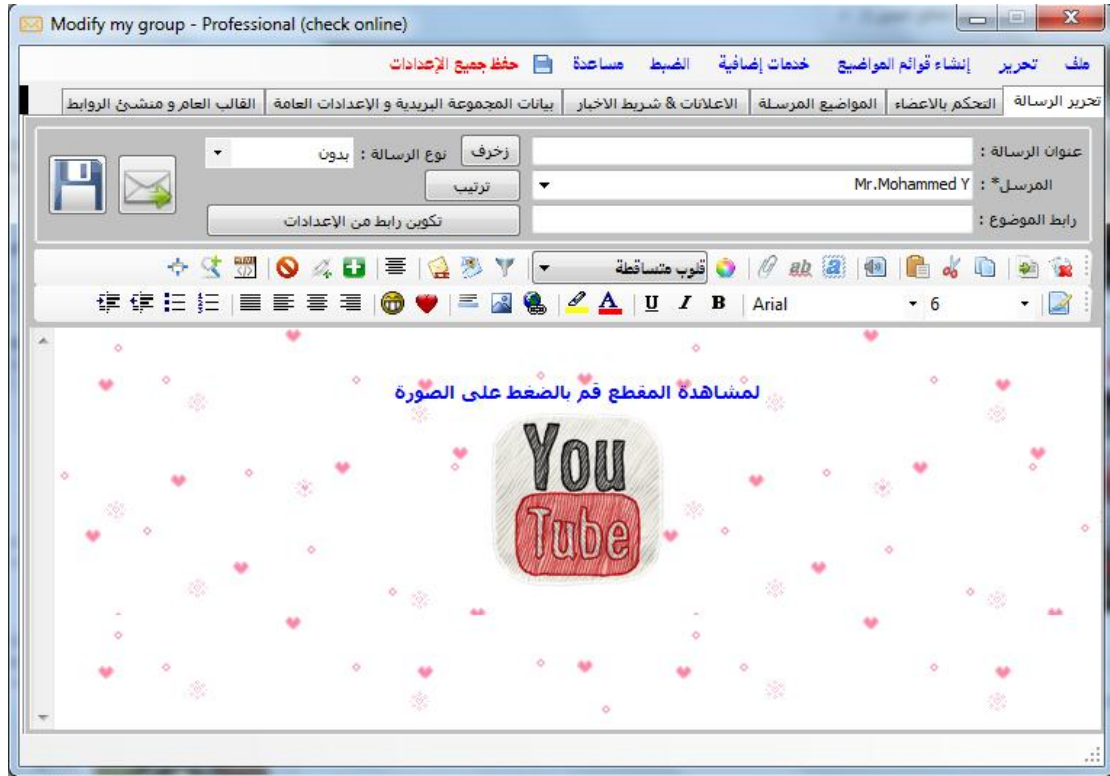 Modify my group - Professional (check online)
ملف تحرير إنشاء قوائم المواضيع خدمات إضافية الضبط مساعدة حفظ جميع الإعدادات
تحرير الرسالة التحكم بالاعضاء المواضيع المرسلة الاعلانات & شريط الاخبار بيانات المجموعة البريدية و الإعدادات العامة القالب العام و منشئ الروابط
عنوان الرسالة : زخرف نوع الرسالة : بدون
المرسل* : Mr.Mohammed Y ترتيب
رابط الموضوع : تكوين رابط من الإعدادات
ab a قلوب متساقطة
6 Arial B I U A
لمشاهدة المقطع قم بالضغط على الصورة
You
Tube